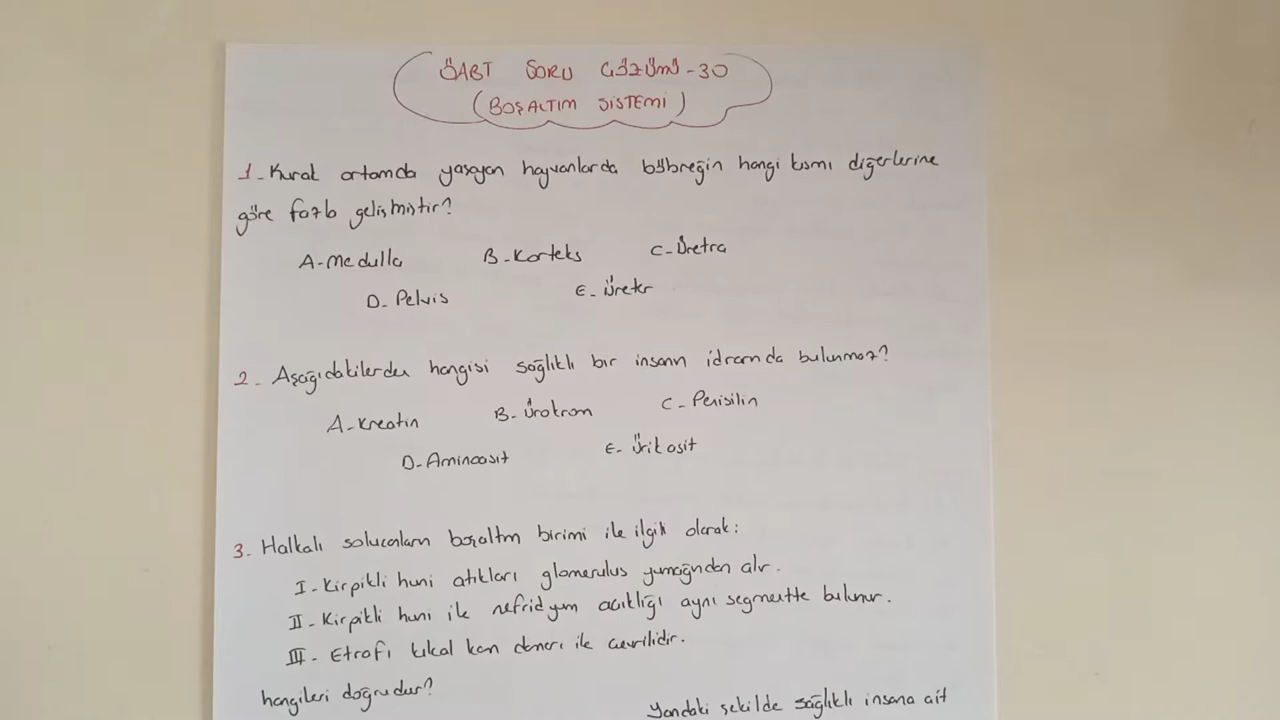 ÖABT SORU ÇÖZÜMÜ-30
(BOŞALTIM SİSTEMİ)
1- Kurak ortamda yaşayan hayvanlarda böbreğin hangi kısmı diğerlerine
göre fazla gelişmiştir?
A-Medulla B-Korteks C-Üretra
D-Pelvis E-Üreter
2- Aşağıdakilerden hangisi sağlıklı bir insanın idrarında bulunmaz?
A-Kreatin B-Ürokrom C-Penisilin
D-Aminoasit E-Ürikasit
3. Halkalı solucanların boşaltım birimi ile ilgili olarak:
I-Kirpikli huni atıkları glomerulus yumağından alır.
II-Kirpikli huni ile nefridyum açıklığı aynı segmentte bulunur.
III-Etrafı kılcal kan damarı ile çevrilidir.
hangileri doğrudur?
Yandaki şekilde sağlıklı insana ait